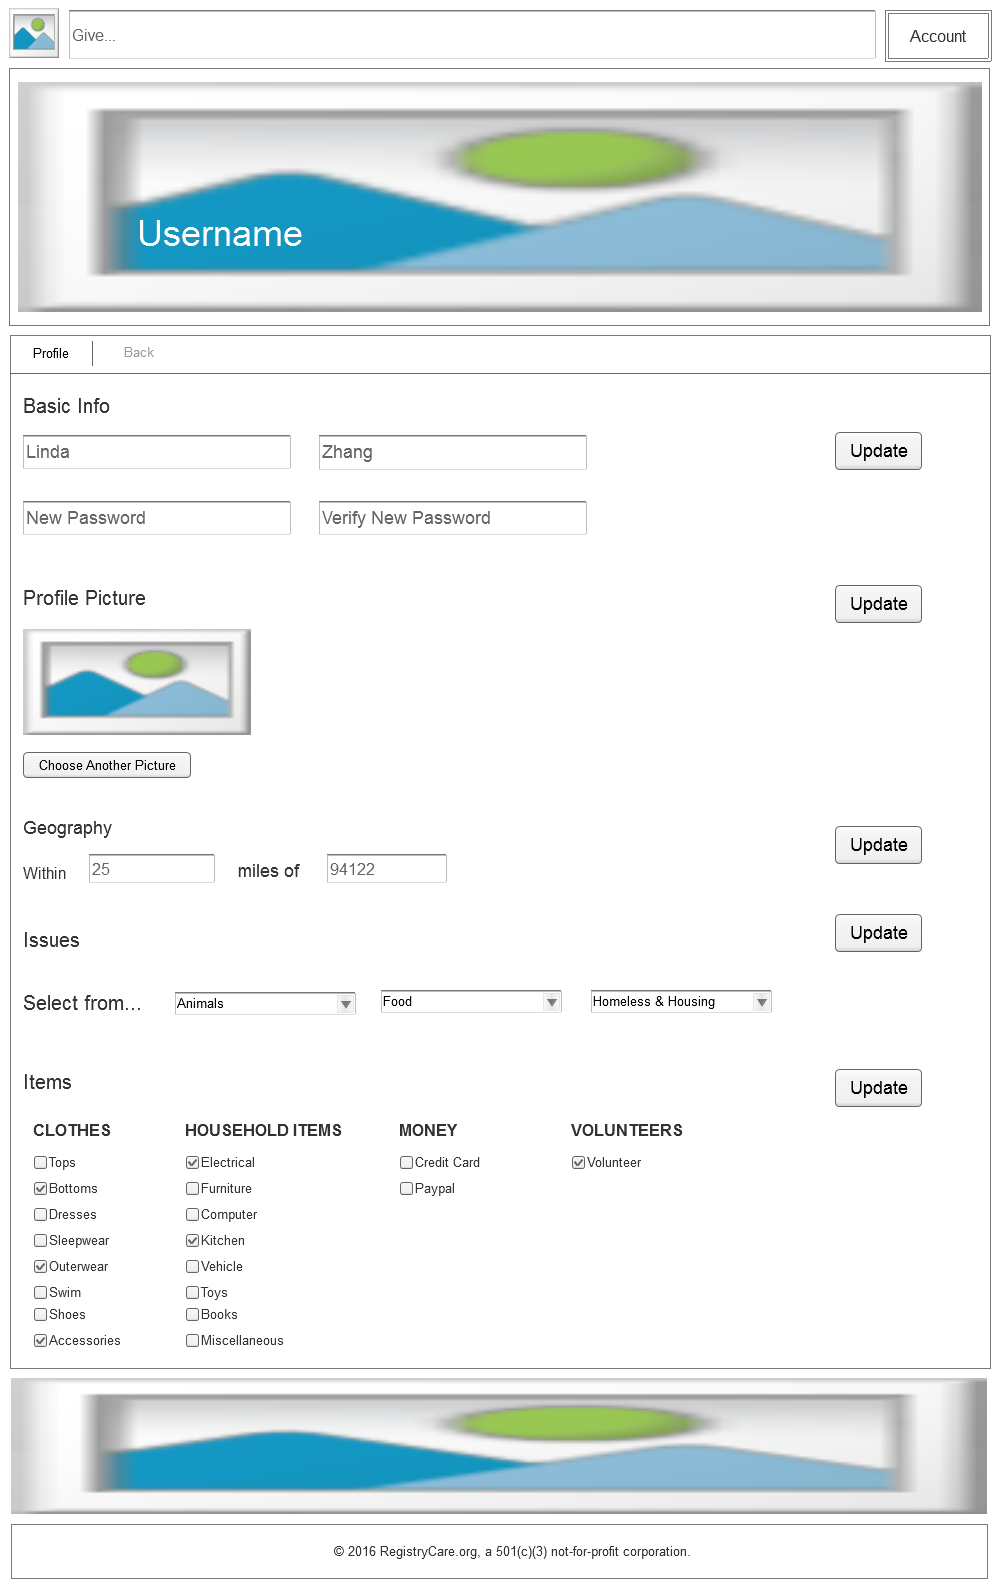 Give...
Account
Username
Profile
Back
Basic Info
Linda
Zhang
Update
New Password
Verify New Password
Profile Picture
Update
Choose Another Picture
Geography
Update
Within
25
miles of
94122
Issues
Update
Select from...
Animals
Food
Homeless & Housing
Items
Update
CLOTHES
Tops
Bottoms
Dresses
Sleepwear
Outerwear
Swim
Shoes
Accessories
HOUSEHOLD ITEMS
Electrical
Furniture
Computer
Kitchen
Vehicle
Toys
Books
Miscellaneous
MONEY
Credit Card
Paypal
VOLUNTEERS
Volunteer
© 2016 RegistryCare.org, a 501(c)(3) not-for-profit corporation.